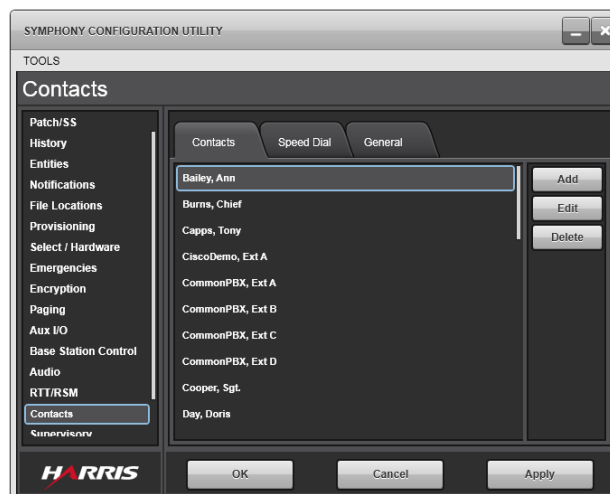 SYMPHONY CONFIGURATION UTILITY
TOOLS
Contacts
Patch/SS
History
Entities
Notifications
File Locations
Provisioning
Select / Hardware
Emergencies
Encryption
Paging
Aux I/O
Base Station Control
Audio
RTT/RSM
Contacts
Supervisory
Contacts Speed Dial General
Bailey, Ann
Burns, Chief
Capps, Tony
CiscoDemo, Ext A
CommonPBX, Ext A
CommonPBX, Ext B
CommonPBX, Ext C
CommonPBX, Ext D
Cooper, Sgt.
Day, Doris
Add
Edit
Delete
HARRIS
OK Cancel Apply